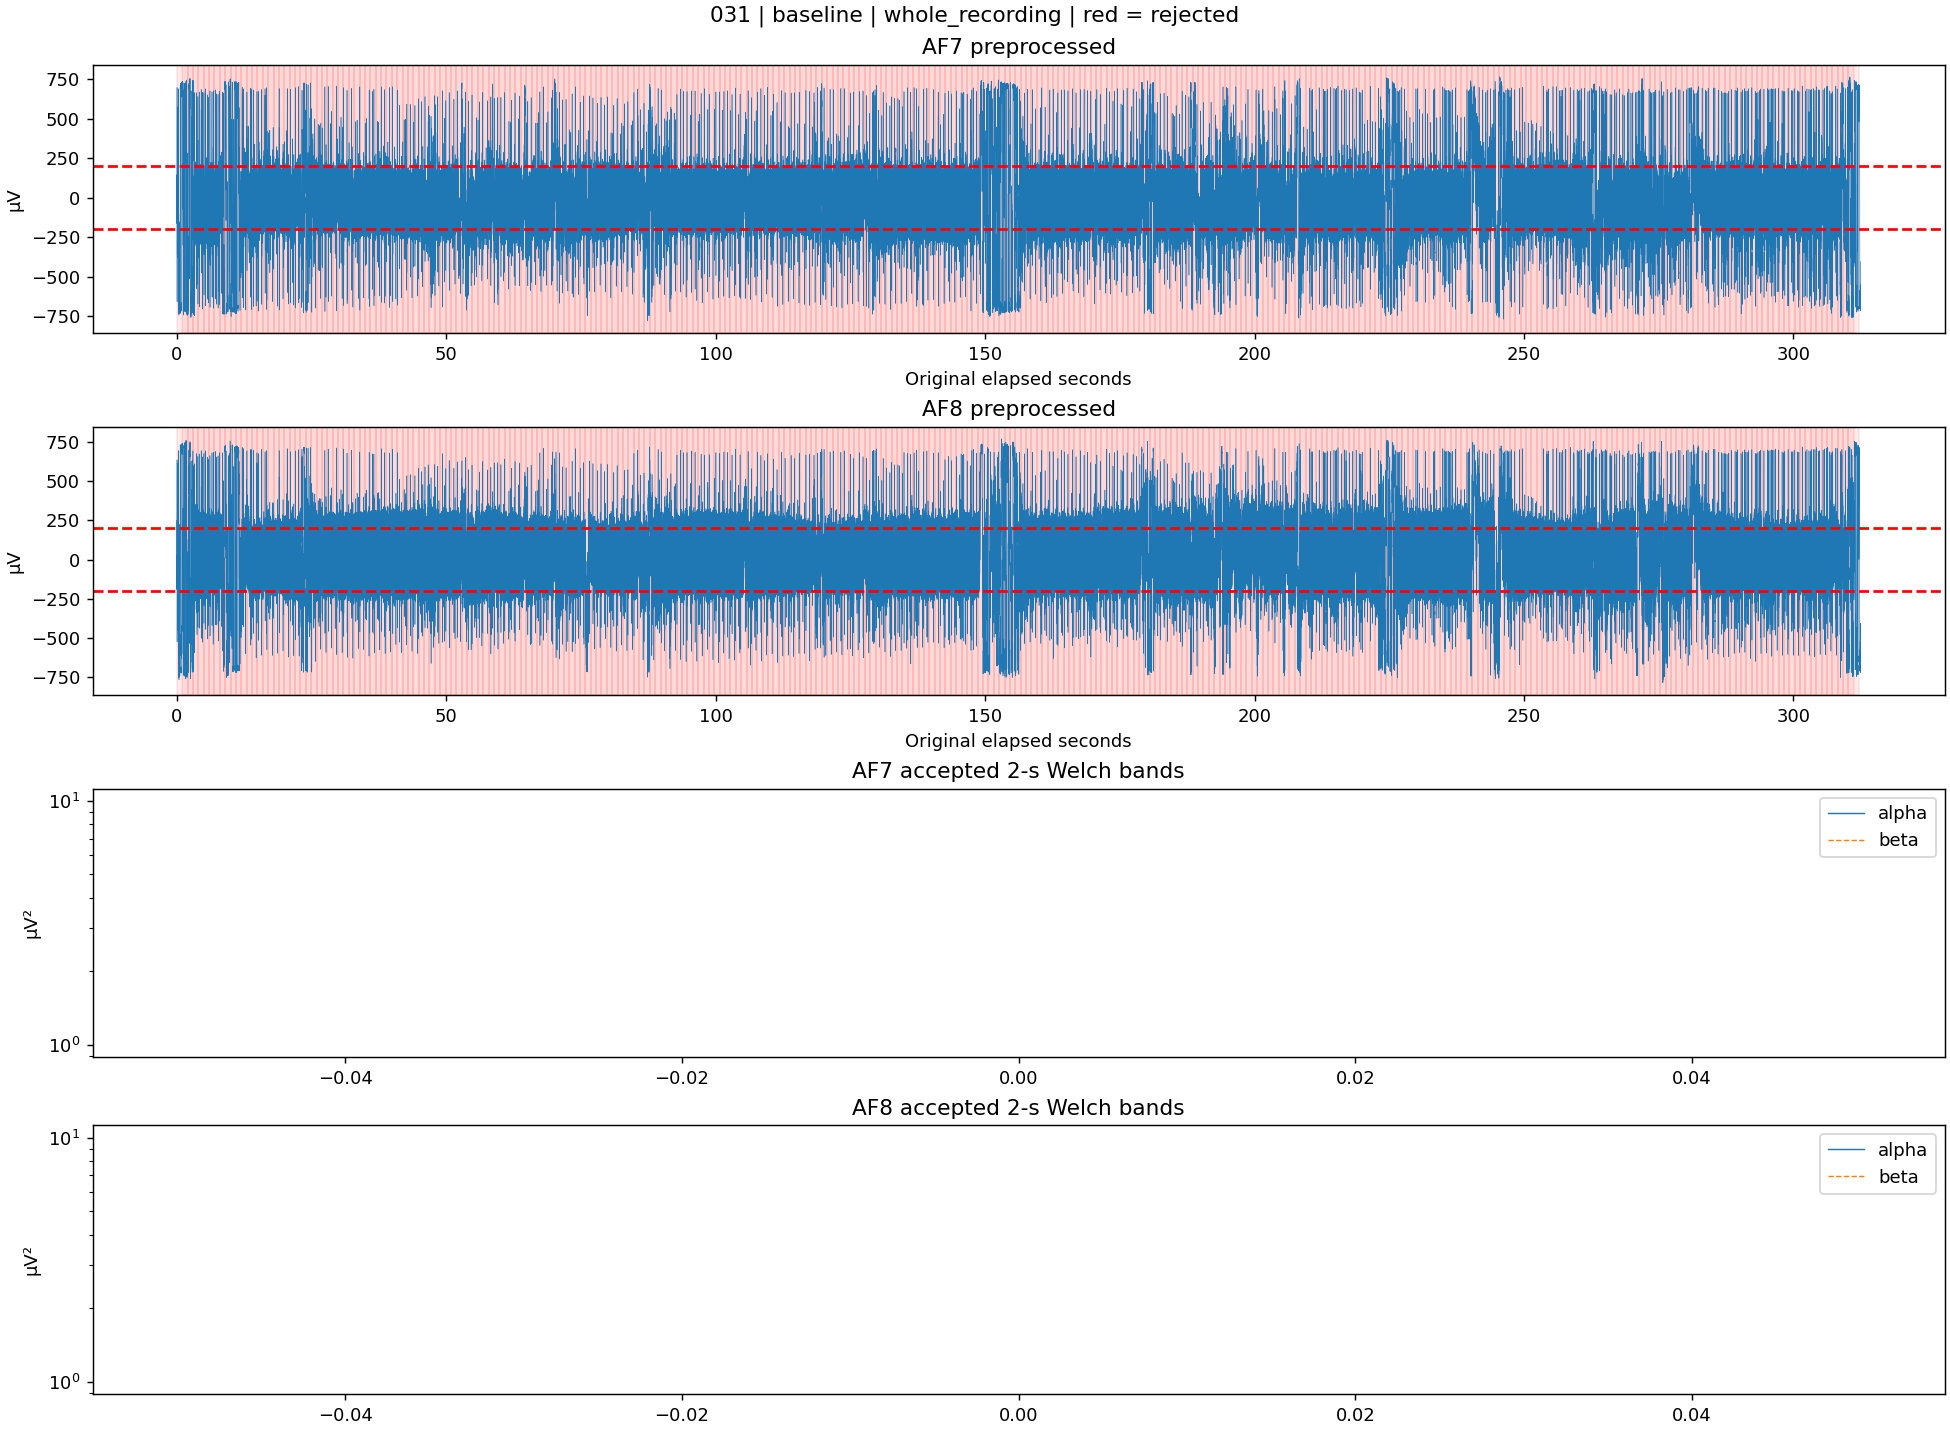 031 | baseline | whole_recording | red = rejected
AF7 preprocessed
750
500
250
0
−250
−500
−750
µV
0 50 100 150 200 250 300
Original elapsed seconds
AF8 preprocessed
750
500
250
0
−250
−500
−750
µV
0 50 100 150 200 250 300
Original elapsed seconds
AF7 accepted 2-s Welch bands
10¹
10⁰
µV²
alpha
beta
−0.04 −0.02 0.00 0.02 0.04
AF8 accepted 2-s Welch bands
10¹
10⁰
µV²
alpha
beta
−0.04 −0.02 0.00 0.02 0.04